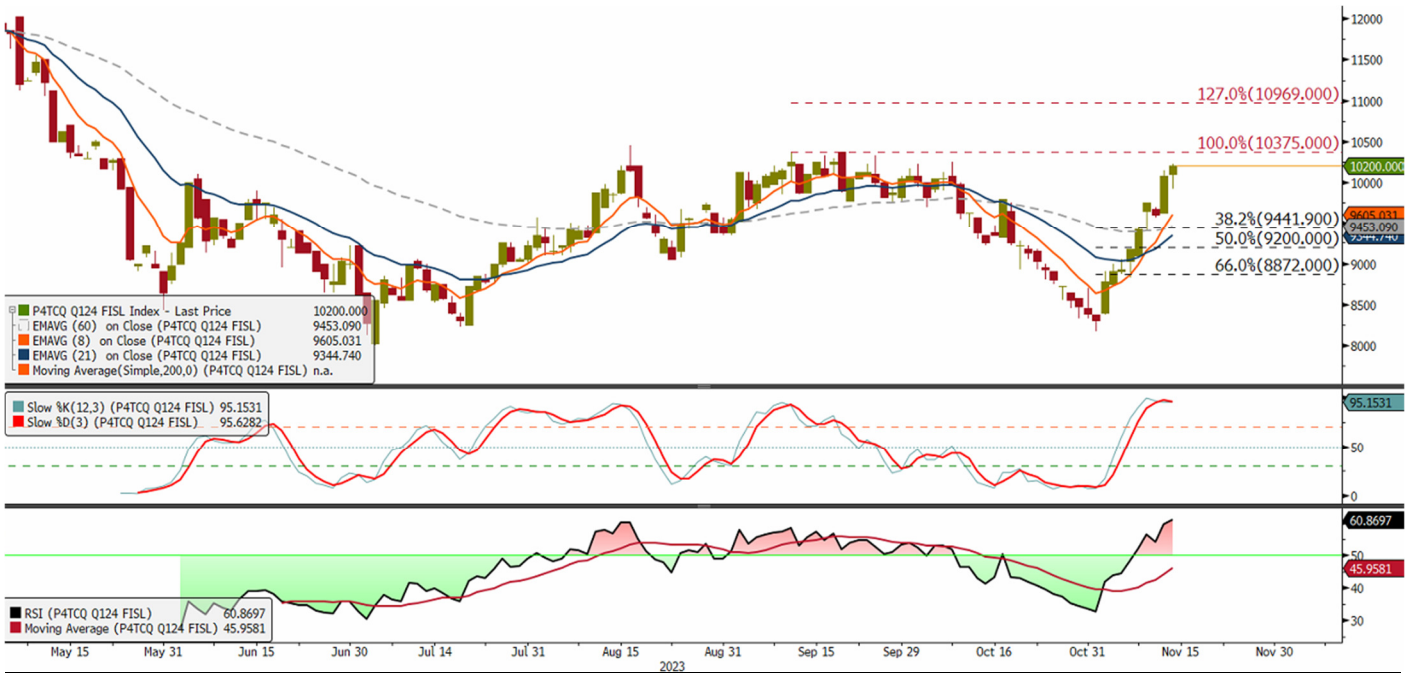 12000
11500
127.0%(10969.000)
11000
10500
100.0%(10375.000)
10200.000
10000
9605.031
38.2%(9441.900)
9453.090
9344.740
50.0%(9200.000)
9000
66.0%(8872.000)
8500
8000
P4TCQ Q124 FISL Index - Last Price 10200.000
EMAVG (60) on Close (P4TCQ Q124 FISL) 9453.090
EMAVG (8) on Close (P4TCQ Q124 FISL) 9605.031
EMAVG (21) on Close (P4TCQ Q124 FISL) 9344.740
Moving Average(Simple,200,0) (P4TCQ Q124 FISL) n.a.
Slow %K(12,3) (P4TCQ Q124 FISL) 95.1531
Slow %D(3) (P4TCQ Q124 FISL) 95.6282
95.1531
50
0
60.8697
50
45.9581
40
30
RSI (P4TCQ Q124 FISL) 60.8697
Moving Average (P4TCQ Q124 FISL) 45.9581
May 15 May 31 Jun 15 Jun 30 Jul 14 Jul 31 Aug 15 Aug 31 Sep 15 Sep 29 Oct 16 Oct 31 Nov 15 Nov 30
2023